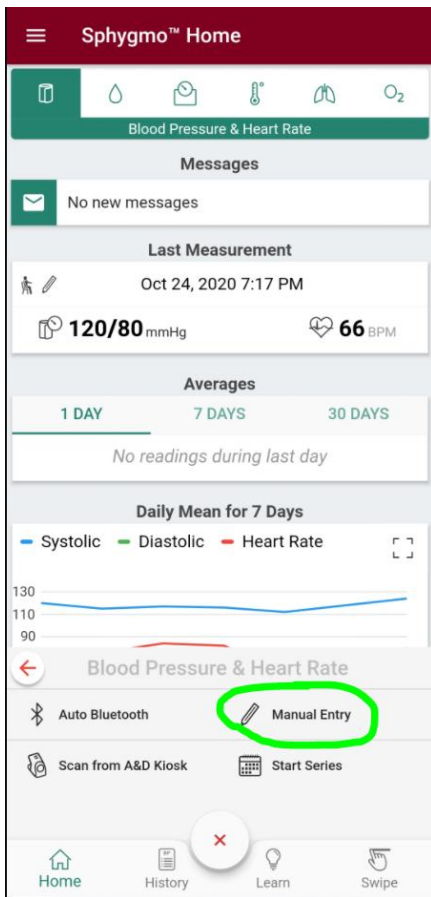 Sphygmo™ Home
O₂
Blood Pressure & Heart Rate
Messages
No new messages
Last Measurement
Oct 24, 2020 7:17 PM
120/80 mmHg 66 BPM
Averages
1 DAY 7 DAYS 30 DAYS
No readings during last day
Daily Mean for 7 Days
Systolic Diastolic Heart Rate
130
110
90
Blood Pressure & Heart Rate
Auto Bluetooth Manual Entry
Scan from A&D Kiosk Start Series
Home History Learn Swipe